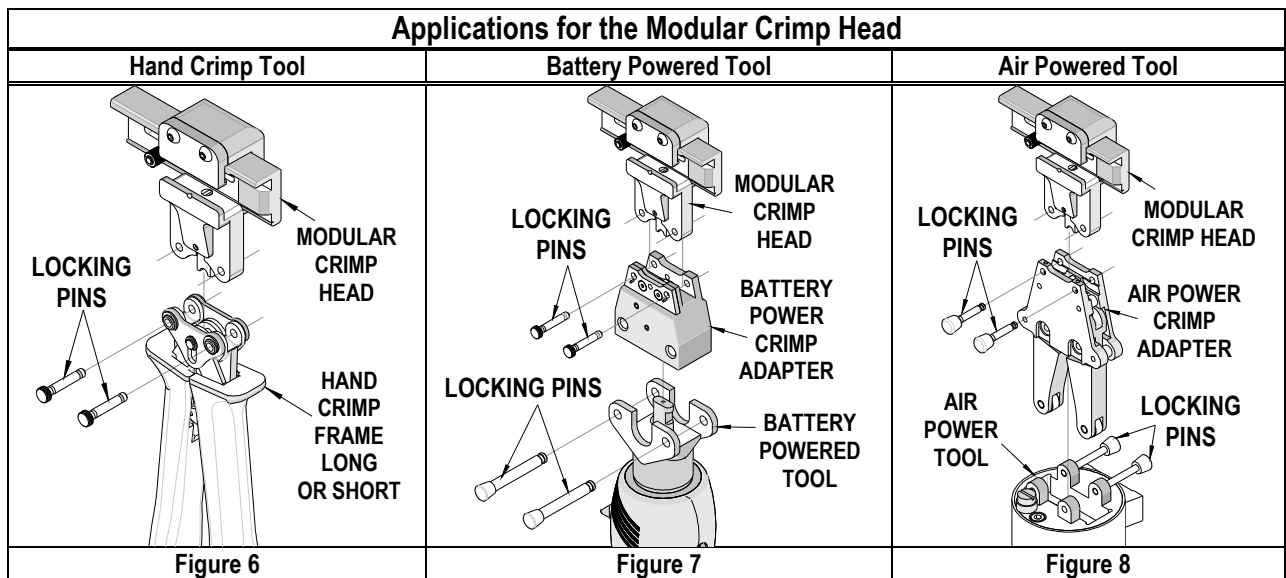 Applications for the Modular Crimp Head
Hand Crimp Tool
Battery Powered Tool
Air Powered Tool
MODULAR
CRIMP
HEAD
LOCKING
PINS
HAND
CRIMP
FRAME
LONG
OR SHORT
MODULAR
CRIMP
HEAD
LOCKING
PINS
BATTERY
POWER
CRIMP
ADAPTER
LOCKING PINS
BATTERY
POWERED
TOOL
LOCKING
PINS
MODULAR
CRIMP HEAD
AIR POWER
CRIMP
ADAPTER
AIR
POWER
TOOL
LOCKING
PINS
Figure 6
Figure 7
Figure 8